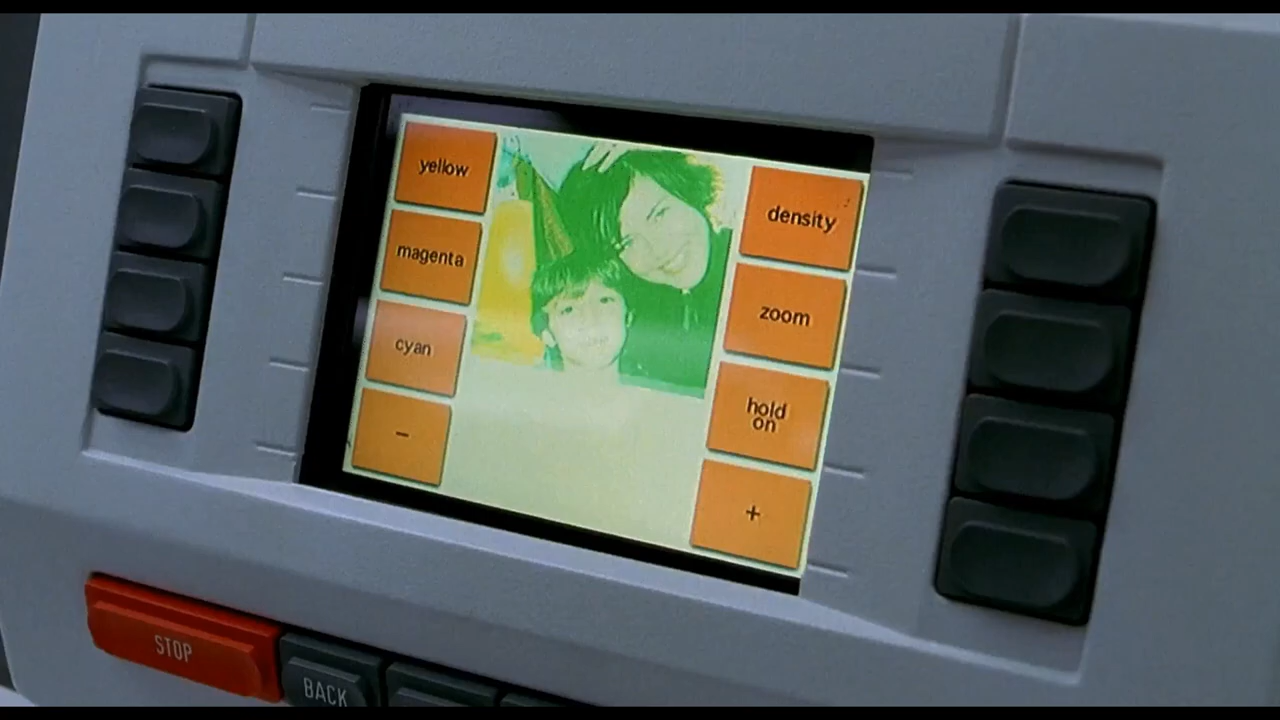 yellow
magenta
cyan
-
density
zoom
hold
on
+
STOP
BACK